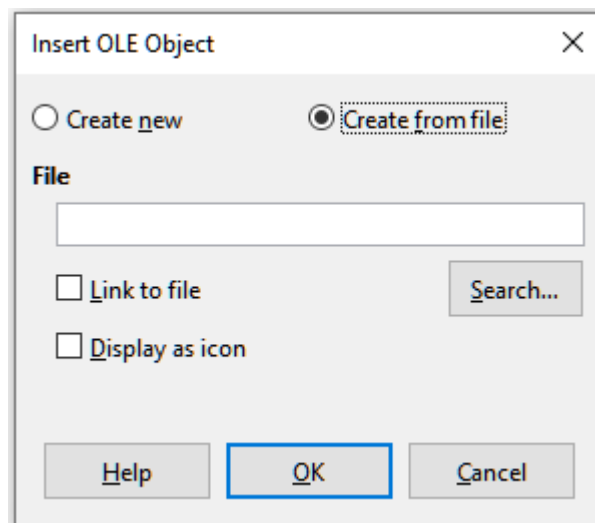 Insert OLE Object
Create new
Create from file
File
Link to file
Search...
Display as icon
Help
OK
Cancel